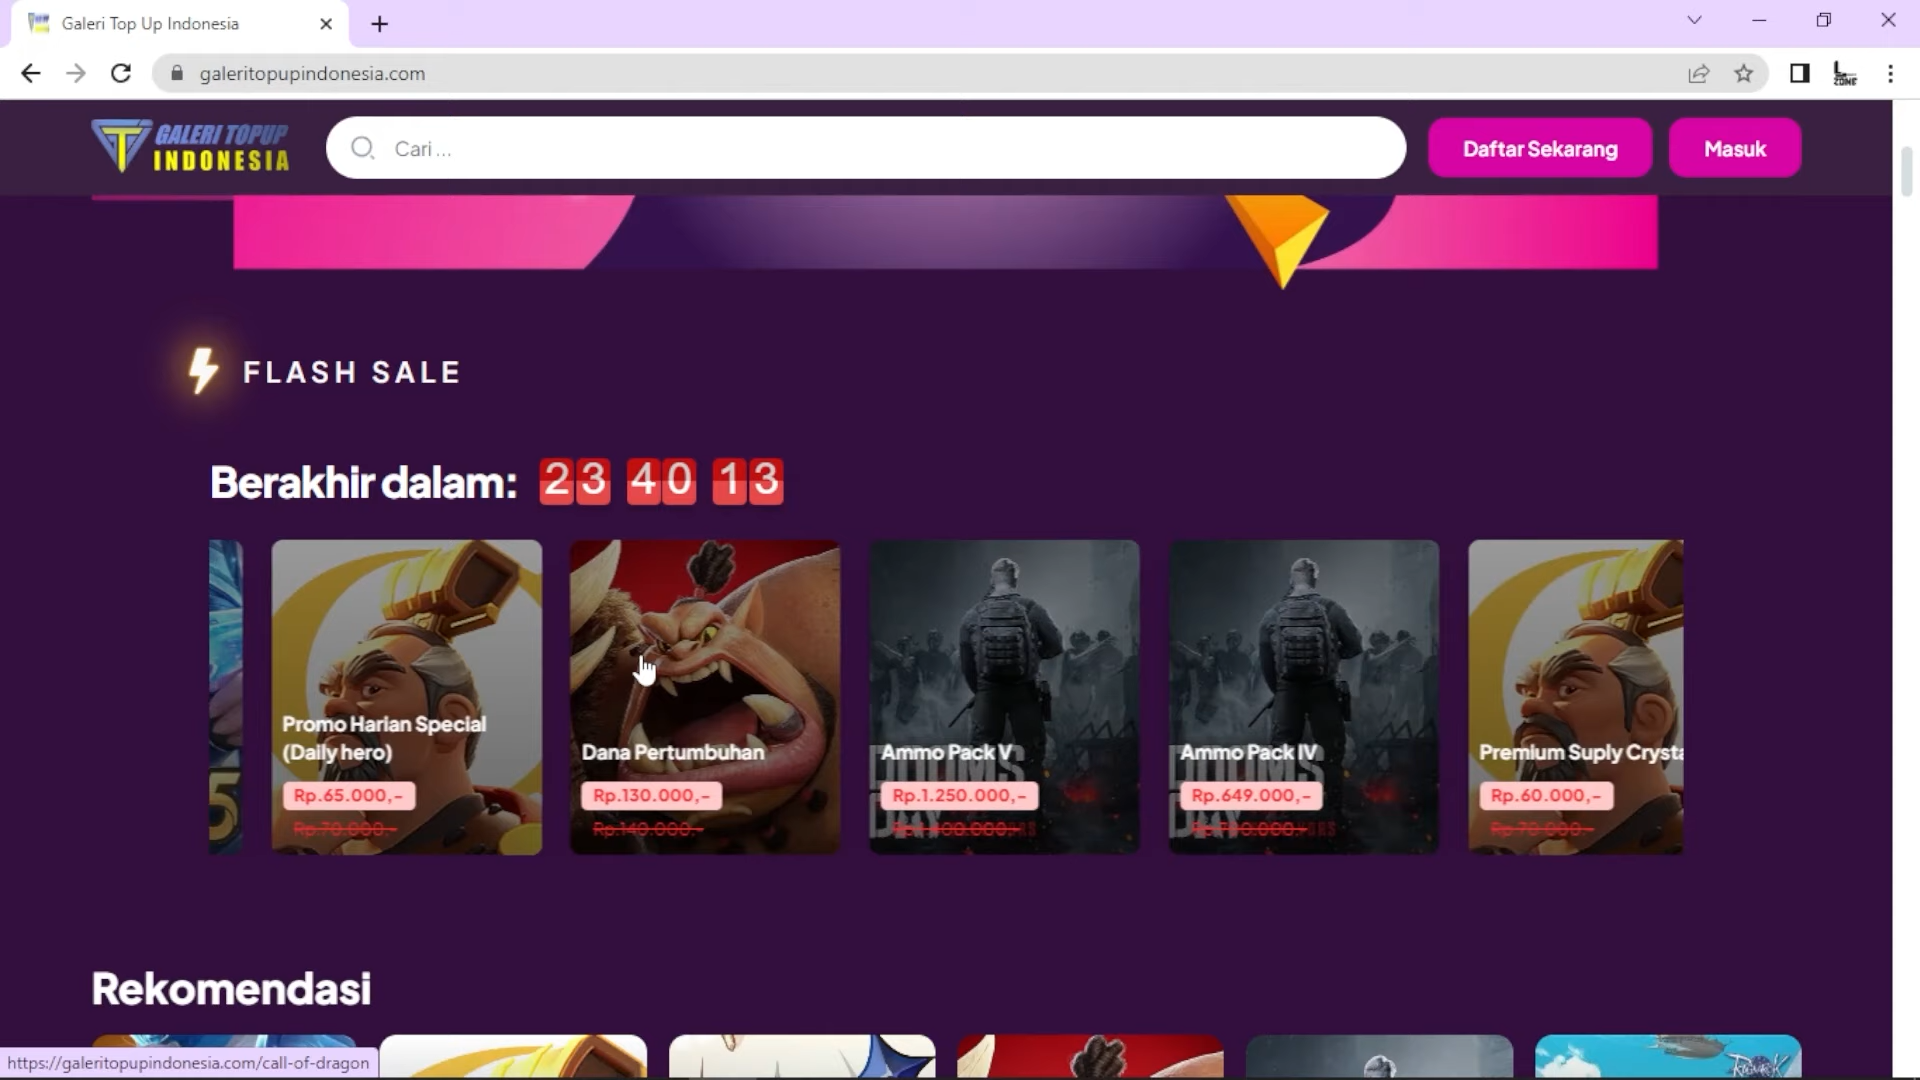 Galeri Top Up Indonesia
galeritopupindonesia.com
GALERI TOPUP
INDONESIA
Cari ...
Daftar Sekarang
Masuk
FLASH SALE
Berakhir dalam: 23 40 13
5
Promo Harian Special
(Daily hero)
Rp.65.000,-
Rp.70.000,-
Dana Pertumbuhan
Rp.130.000,-
Rp.140.000,-
Ammo Pack V
Rp.1.250.000,-
Ammo Pack IV
Rp.649.000,-
Premium Suply Crysta
Rp.60.000,-
Rp.70.000,-
Rekomendasi
RAGNAROK
https://galeritopupindonesia.com/call-of-dragon